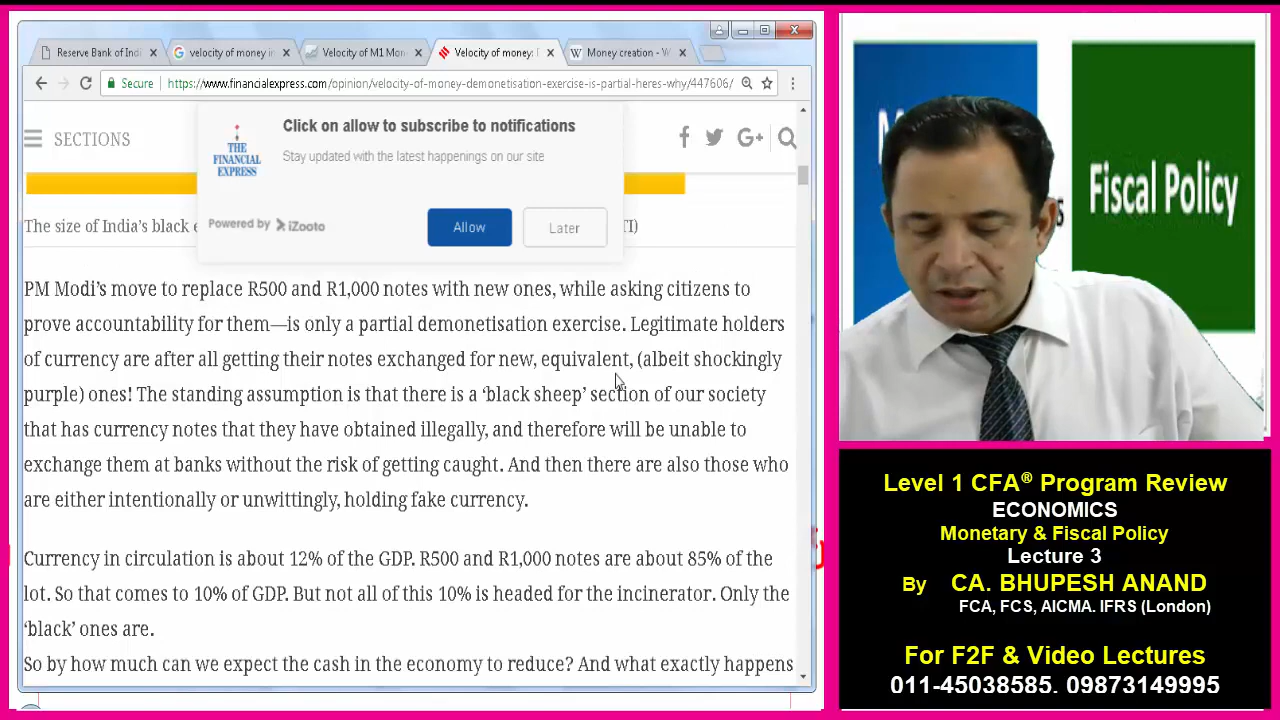 Reserve Bank of Indi
velocity of money in
Velocity of M1 Mon
Velocity of money:
Money creation - W
Secure
https://www.financialexpress.com/opinion/velocity-of-money-demonetisation-exercise-is-partial-heres-why/447606/
SECTIONS
THE FINANCIAL EXPRESS
Click on allow to subscribe to notifications
Stay updated with the latest happenings on our site
Powered by iZooto
Allow
Later
The size of India's black
TI)
PM Modi's move to replace R500 and R1,000 notes with new ones, while asking citizens to
prove accountability for them—is only a partial demonetisation exercise. Legitimate holders
of currency are after all getting their notes exchanged for new, equivalent, (albeit shockingly
purple) ones! The standing assumption is that there is a ‘black sheep’ section of our society
that has currency notes that they have obtained illegally, and therefore will be unable to
exchange them at banks without the risk of getting caught. And then there are also those who
are either intentionally or unwittingly, holding fake currency.
Currency in circulation is about 12% of the GDP. R500 and R1,000 notes are about 85% of the
lot. So that comes to 10% of GDP. But not all of this 10% is headed for the incinerator. Only the
‘black’ ones are.
So by how much can we expect the cash in the economy to reduce? And what exactly happens
Fiscal Policy
Level 1 CFA® Program Review
ECONOMICS
Monetary & Fiscal Policy
Lecture 3
By CA. BHUPESH ANAND
FCA, FCS, AICMA. IFRS (London)
For F2F & Video Lectures
011-45038585. 09873149995